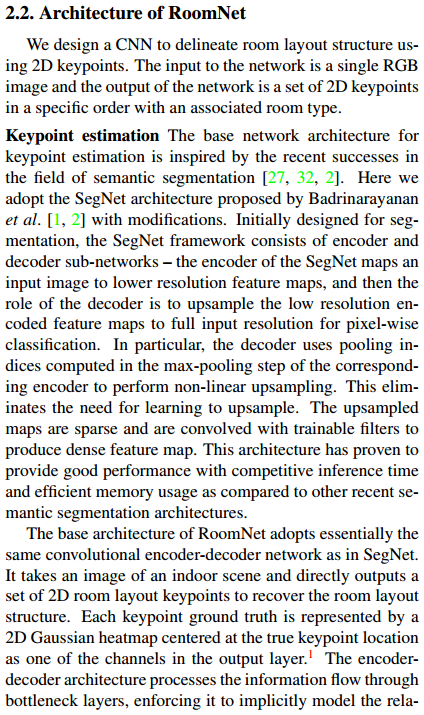 2.2. Architecture of RoomNet
We design a CNN to delineate room layout structure us-
ing 2D keypoints. The input to the network is a single RGB
image and the output of the network is a set of 2D keypoints
in a specific order with an associated room type.
Keypoint estimation The base network architecture for
keypoint estimation is inspired by the recent successes in
the field of semantic segmentation [27, 32, 2]. Here we
adopt the SegNet architecture proposed by Badrinarayanan
et al. [1, 2] with modifications. Initially designed for seg-
mentation, the SegNet framework consists of encoder and
decoder sub-networks – the encoder of the SegNet maps an
input image to lower resolution feature maps, and then the
role of the decoder is to upsample the low resolution en-
coded feature maps to full input resolution for pixel-wise
classification. In particular, the decoder uses pooling in-
dices computed in the max-pooling step of the correspond-
ing encoder to perform non-linear upsampling. This elim-
inates the need for learning to upsample. The upsampled
maps are sparse and are convolved with trainable filters to
produce dense feature map. This architecture has proven to
provide good performance with competitive inference time
and efficient memory usage as compared to other recent se-
mantic segmentation architectures.
The base architecture of RoomNet adopts essentially the
same convolutional encoder-decoder network as in SegNet.
It takes an image of an indoor scene and directly outputs a
set of 2D room layout keypoints to recover the room layout
structure. Each keypoint ground truth is represented by a
2D Gaussian heatmap centered at the true keypoint location
as one of the channels in the output layer.1 The encoder-
decoder architecture processes the information flow through
bottleneck layers, enforcing it to implicitly model the rela-